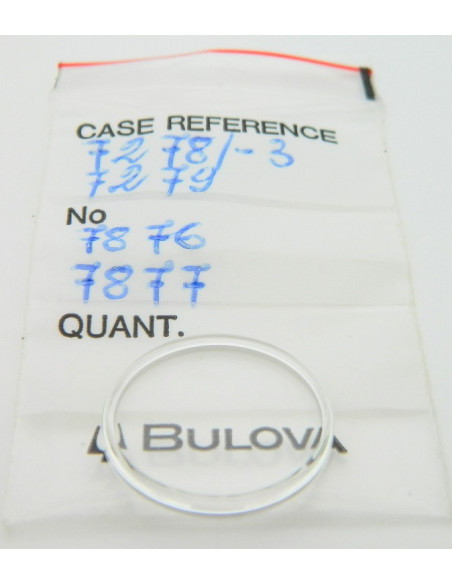 CASE REFERENCE
7278/-3
7279
No
7876
7877
QUANT.
BULOVA